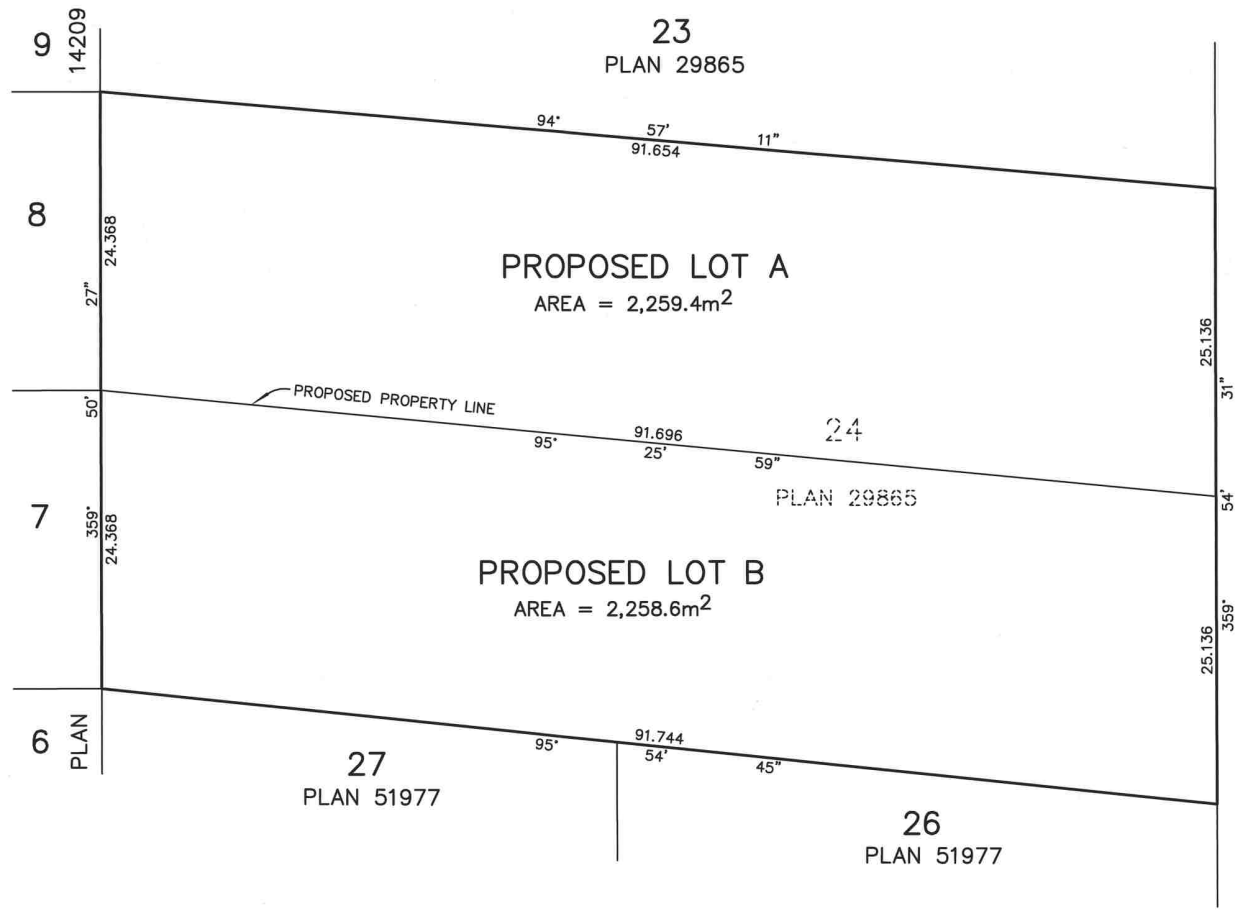 9
14209
23
PLAN 29865
94° 57' 11"
91.654
8
24.368
27"
PROPOSED LOT A
AREA = 2,259.4m²
25.136
31"
50'
PROPOSED PROPERTY LINE
91.696
95° 25' 59"
24
PLAN 29865
54'
7
359°
24.368
PROPOSED LOT B
AREA = 2,258.6m²
359°
25.136
6
PLAN
91.744
95° 54' 45"
27
PLAN 51977
26
PLAN 51977